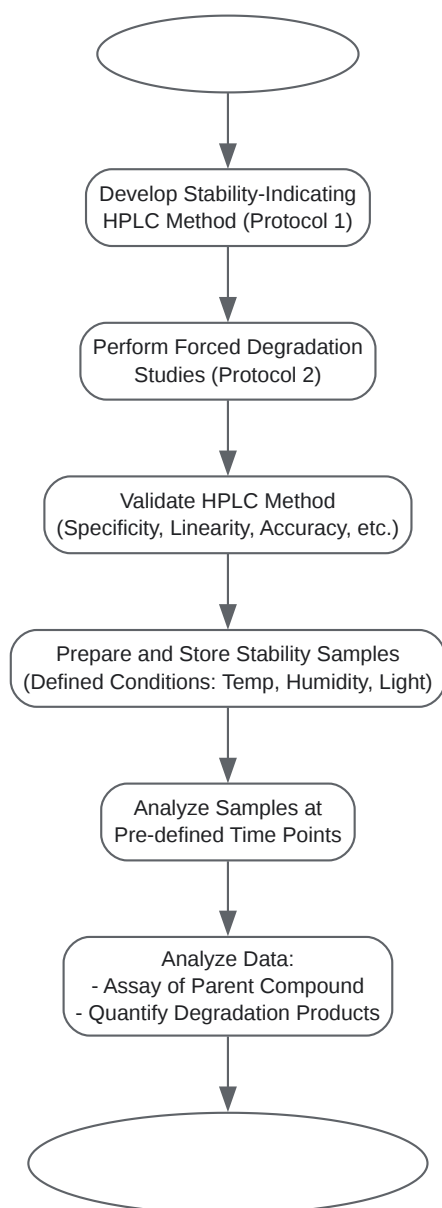 Develop Stability-Indicating
HPLC Method (Protocol 1)
Perform Forced Degradation
Studies (Protocol 2)
Validate HPLC Method
(Specificity, Linearity, Accuracy, etc.)
Prepare and Store Stability Samples
(Defined Conditions: Temp, Humidity, Light)
Analyze Samples at
Pre-defined Time Points
Analyze Data:
- Assay of Parent Compound
- Quantify Degradation Products